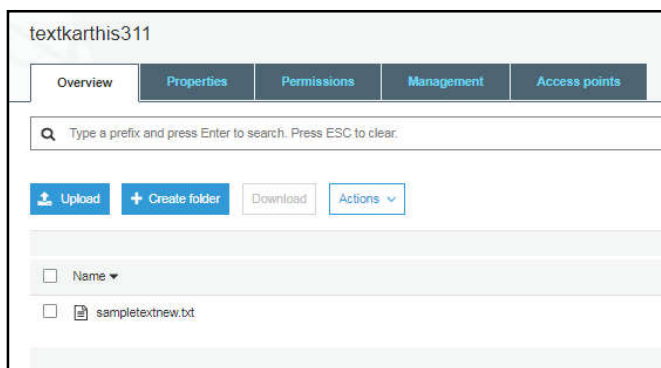 textkarthis311
Overview Properties Permissions Management Access points
Type a prefix and press Enter to search. Press ESC to clear.
Upload + Create folder Download Actions
Name
sampletextnew.txt